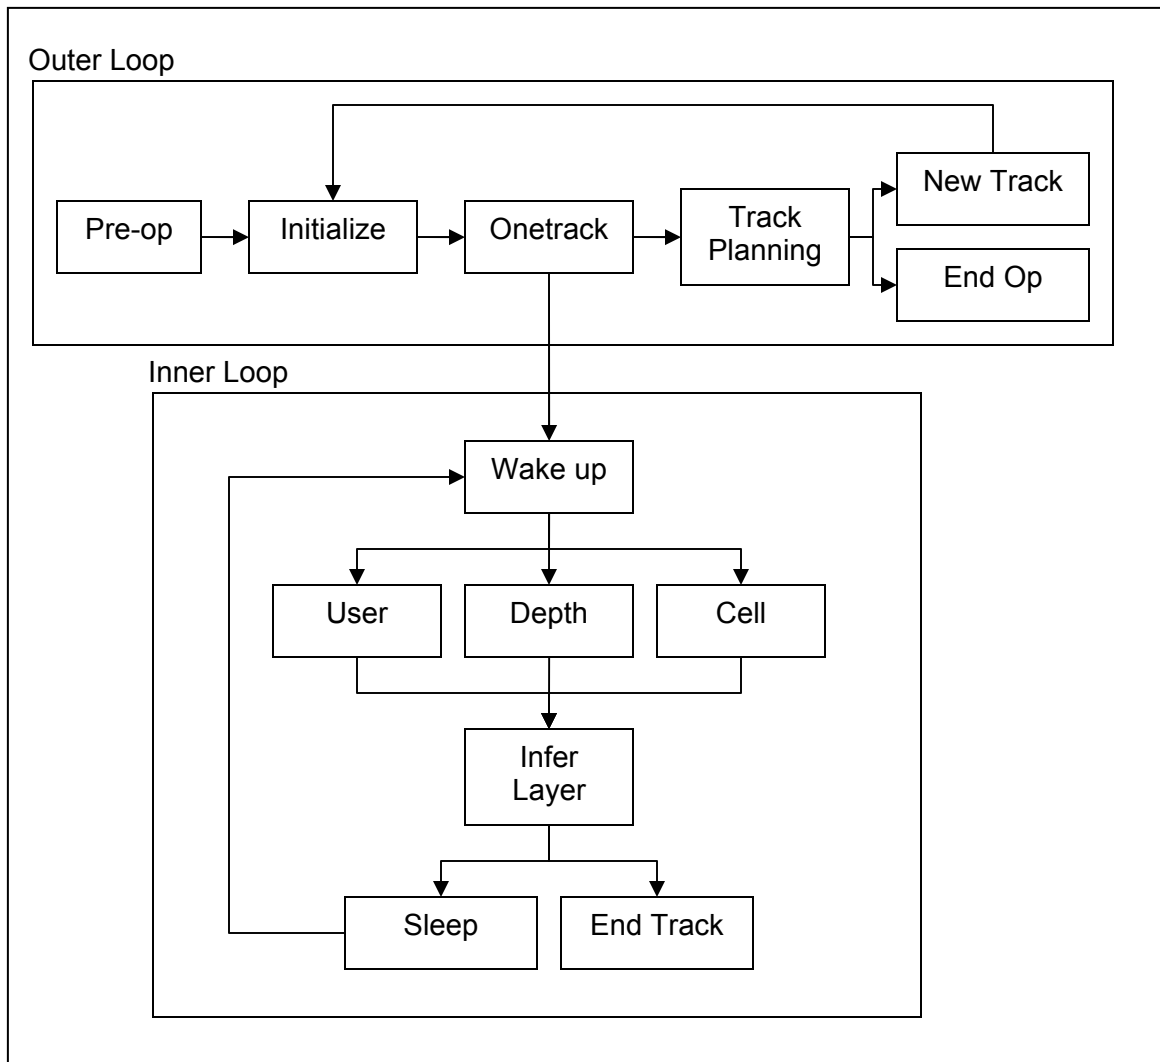 Outer Loop
Pre-op
Initialize
Onetrack
Track
Planning
New Track
End Op
Inner Loop
Wake up
User
Depth
Cell
Infer
Layer
Sleep
End Track